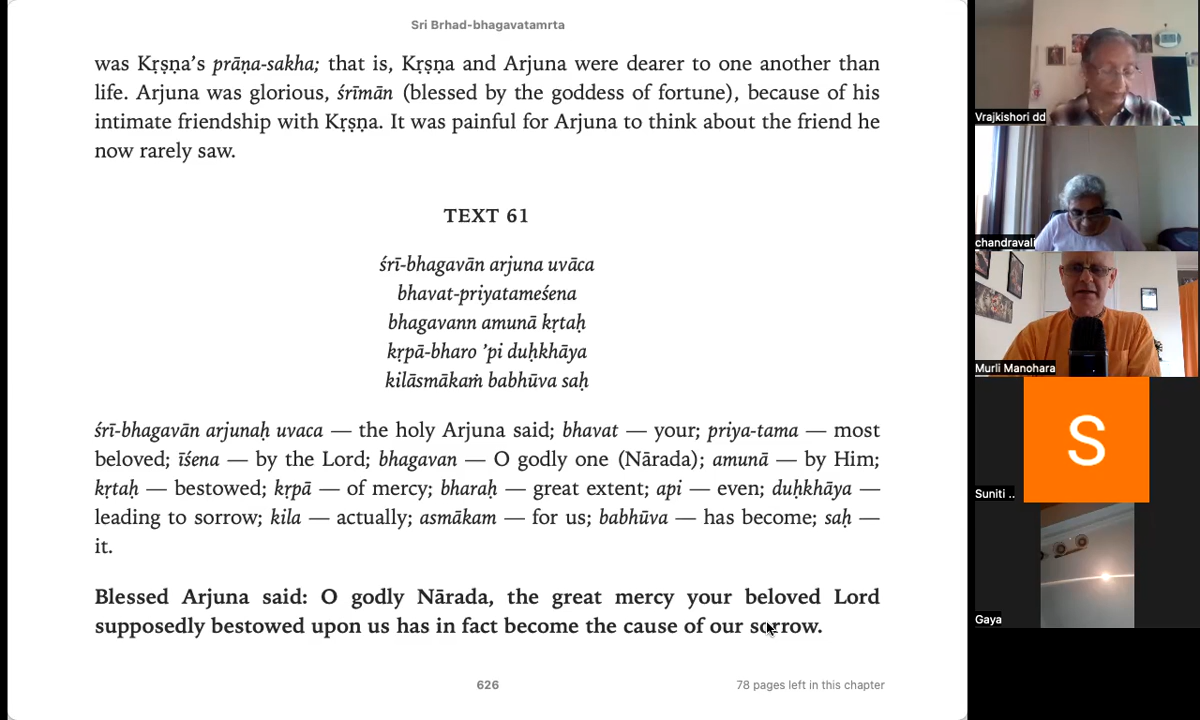 Sri Brhad-bhagavatamrta
was Kṛṣṇa’s prāṇa-sakha; that is, Kṛṣṇa and Arjuna were dearer to one another than
life. Arjuna was glorious, śrīmān (blessed by the goddess of fortune), because of his
intimate friendship with Kṛṣṇa. It was painful for Arjuna to think about the friend he
now rarely saw.
TEXT 61
śrī-bhagavān arjuna uvāca
bhavat-priyatameśena
bhagavann amunā kṛtaḥ
kṛpā-bharo ’pi duḥkhāya
kilāsmākaṁ babhūva saḥ
śrī-bhagavān arjunaḥ uvaca — the holy Arjuna said; bhavat — your; priya-tama — most
beloved; īśena — by the Lord; bhagavan — O godly one (Nārada); amunā — by Him;
kṛtaḥ — bestowed; kṛpā — of mercy; bharaḥ — great extent; api — even; duḥkhāya —
leading to sorrow; kila — actually; asmākam — for us; babhūva — has become; saḥ —
it.
Blessed Arjuna said: O godly Nārada, the great mercy your beloved Lord
supposedly bestowed upon us has in fact become the cause of our sorrow.
626
78 pages left in this chapter
Vrajkishori dd
chandravali
Murli Manohara
S
Suniti ..
Gaya